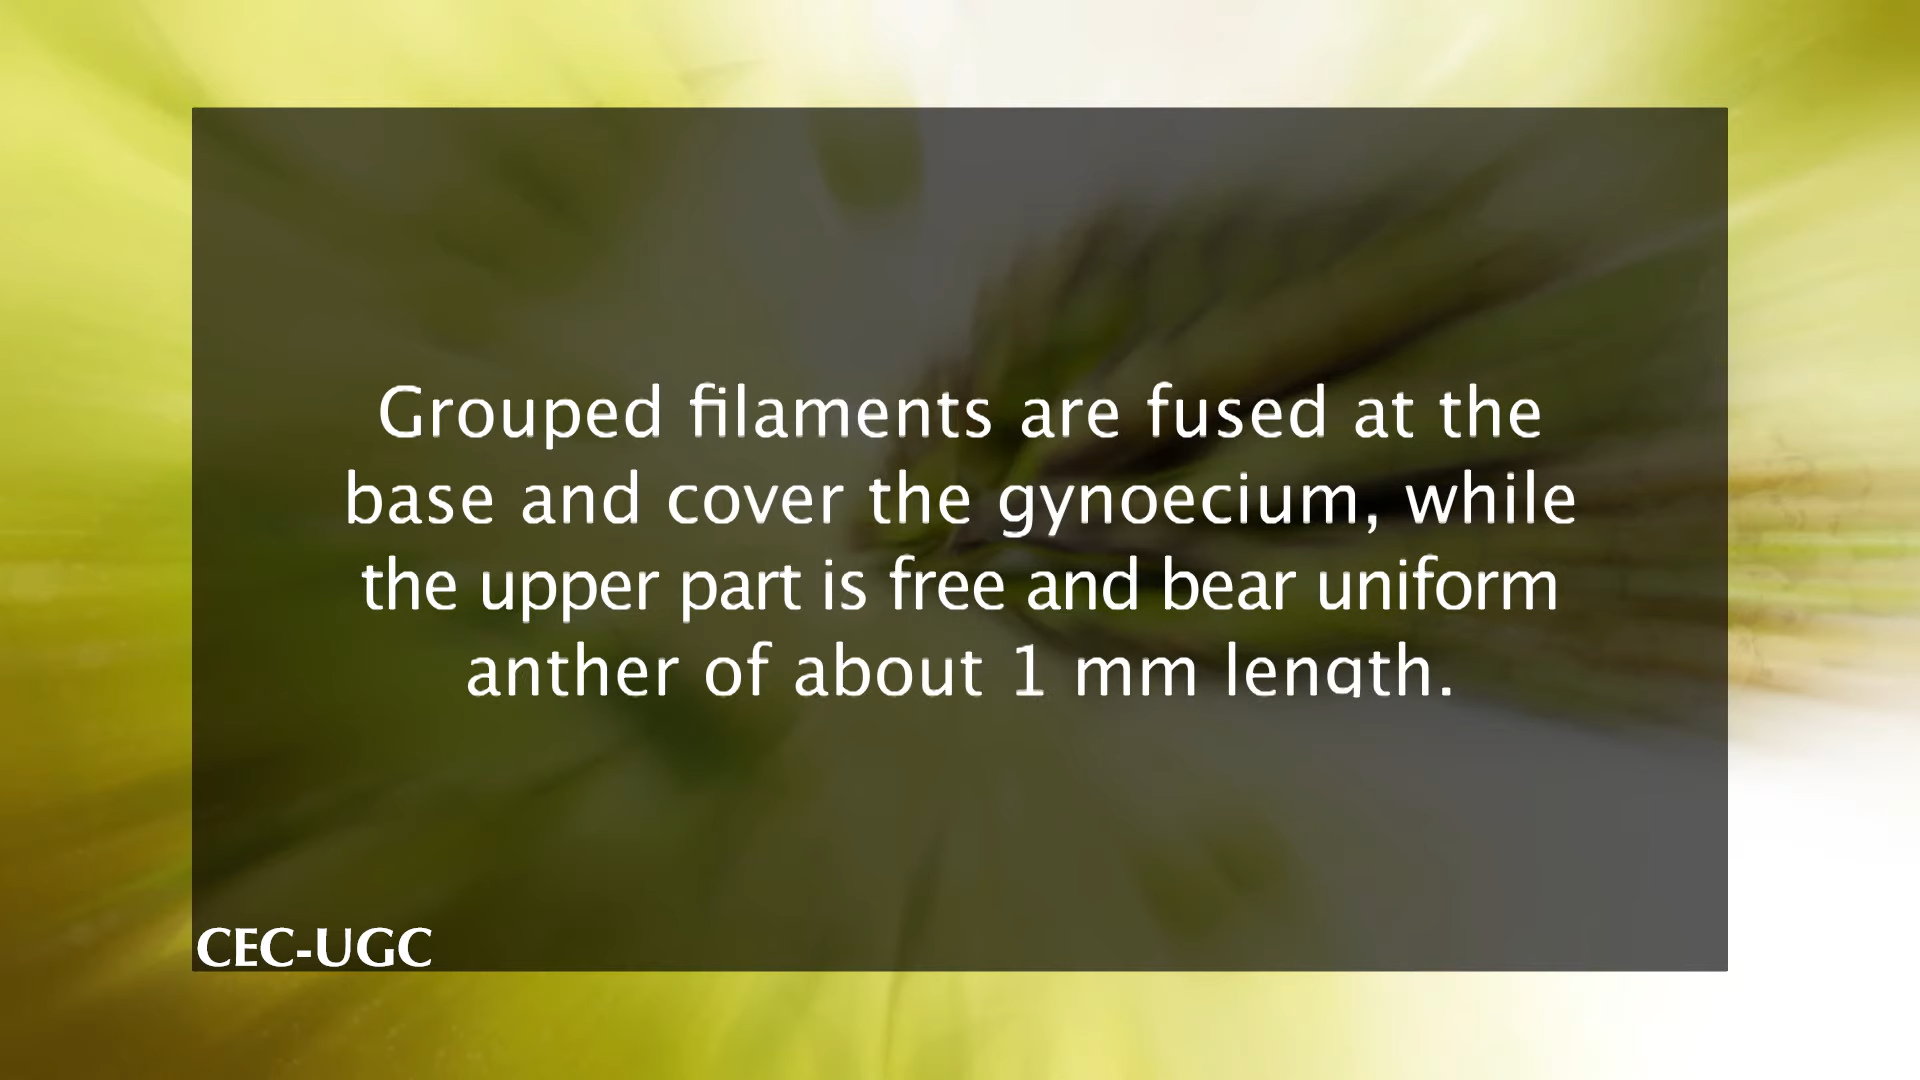 Grouped filaments are fused at the
base and cover the gynoecium, while
the upper part is free and bear uniform
anther of about 1 mm length.
CEC-UGC